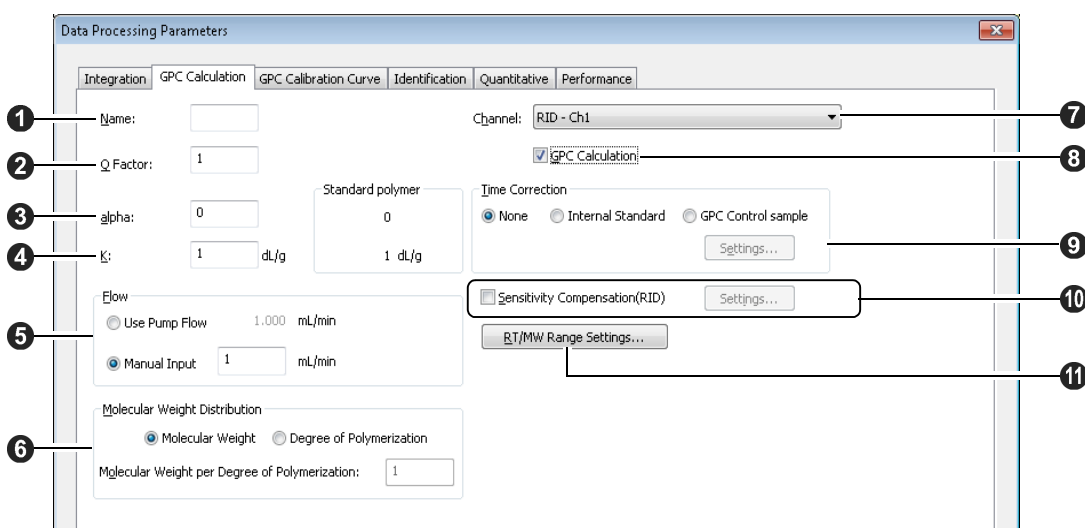 Data Processing Parameters
Integration GPC Calculation GPC Calibration Curve Identification Quantitative Performance
1 Name: Channel: RID - Ch1 7
2 Q Factor: 1 GPC Calculation 8
Standard polymer Time Correction
3 alpha: 0 0 None Internal Standard GPC Control sample
4 K: 1 dL/g 1 dL/g Settings... 9
Flow Sensitivity Compensation(RID) Settings... 10
5 Use Pump Flow 1.000 mL/min
RT/MW Range Settings...
Manual Input 1 mL/min 11
Molecular Weight Distribution
6 Molecular Weight Degree of Polymerization
Molecular Weight per Degree of Polymerization: 1